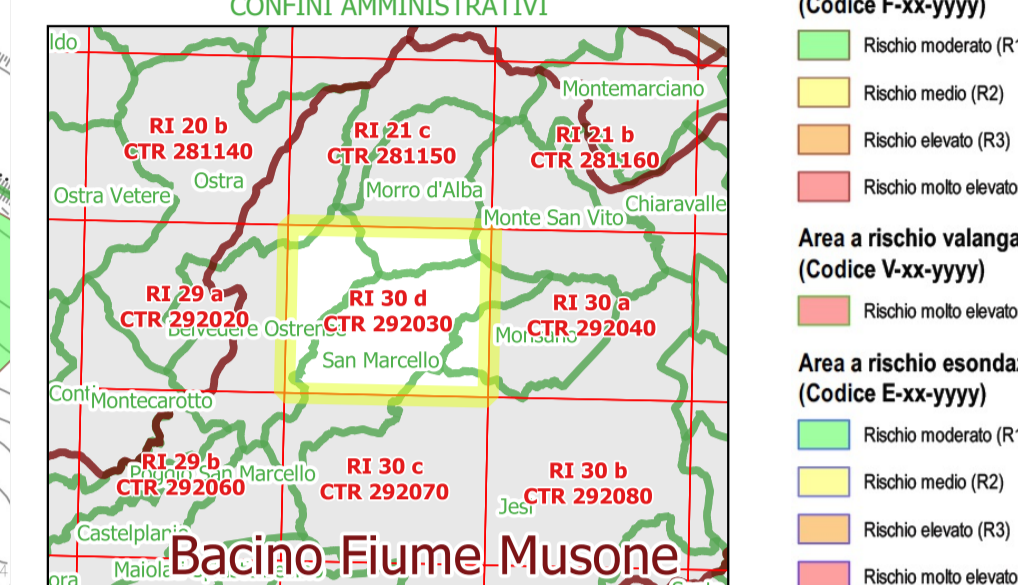 CONFINI AMMINISTRATIVI
ldo
Montemarciano
RI 20 b
CTR 281140
RI 21 c
CTR 281150
RI 21 b
CTR 281160
Ostra Vetere
Ostra
Morro d'Alba
Monte San Vito
Chiaravalle
RI 29 a
CTR 292020
Belvedere Ostrense
RI 30 d
CTR 292030
San Marcello
RI 30 a
CTR 292040
Monsano
Conti
Montecarotto
RI 29 b
CTR 292060
Poggio San Marcello
RI 30 c
CTR 292070
RI 30 b
CTR 292080
Jesi
Castelplanio
Bacino Fiume Musone
Maiola
ora
(Codice F-xx-yyyy)
Rischio moderato (R1
Rischio medio (R2)
Rischio elevato (R3)
Rischio molto elevato
Area a rischio valanga
(Codice V-xx-yyyy)
Rischio molto elevato
Area a rischio esonda
(Codice E-xx-yyyy)
Rischio moderato (R1
Rischio medio (R2)
Rischio elevato (R3)
Rischio molto elevato